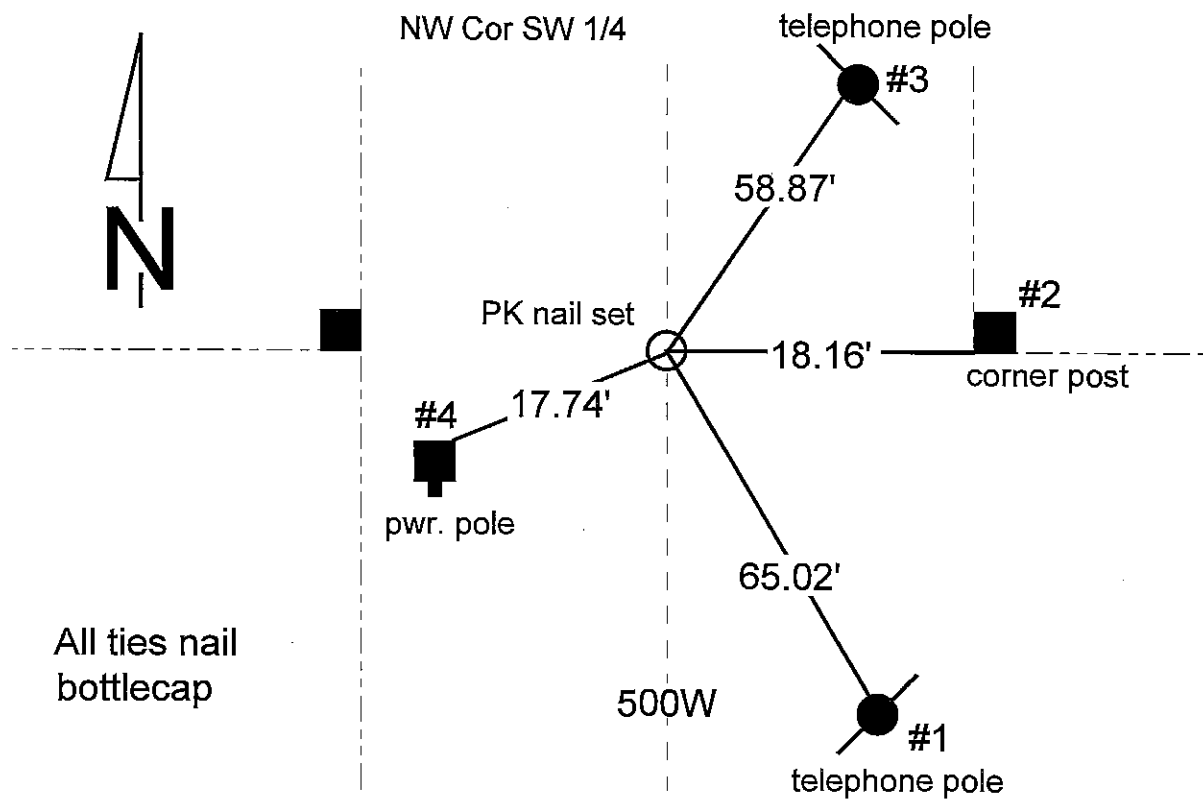 NW Cor SW 1/4
telephone pole
#3
N
58.87'
#2
PK nail set
18.16'
corner post
17.74'
#4
pwr. pole
65.02'
All ties nail
bottlecap
500W
#1
telephone pole